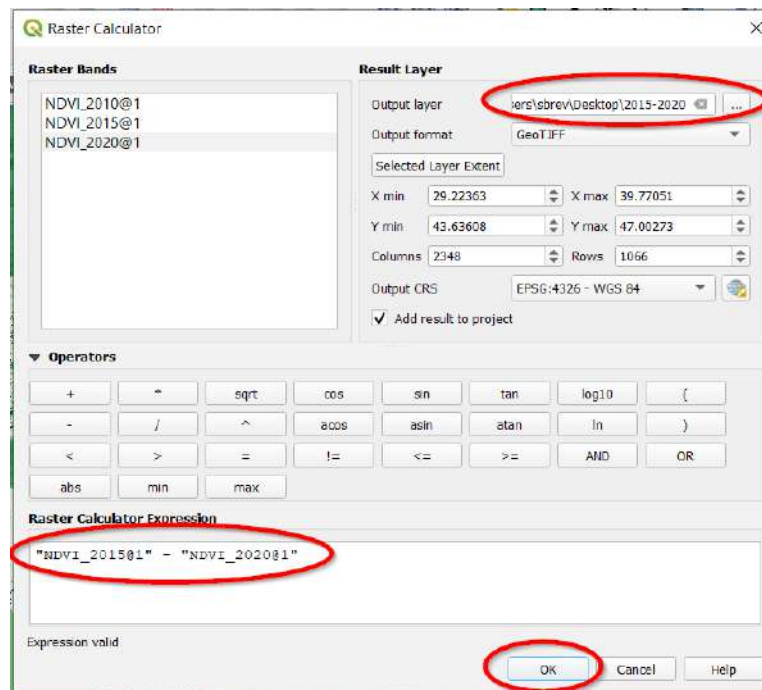 Raster Calculator
Raster Bands
NDVI_2010@1
NDVI_2015@1
NDVI_2020@1
Result Layer
Output layer ers\sbrev\Desktop\2015-2020 ...
Output format GeoTIFF
Selected Layer Extent
X min 29.22363 X max 39.77051
Y min 43.63608 Y max 47.00273
Columns 2348 Rows 1066
Output CRS EPSG:4326 - WGS 84
Add result to project
Operators
+ * sqrt cos sin tan log10 (
- / ^ acos asin atan ln )
< > = != <= >= AND OR
abs min max
Raster Calculator Expression
"NDVI_2015@1" - "NDVI_2020@1"
Expression valid
OK Cancel Help